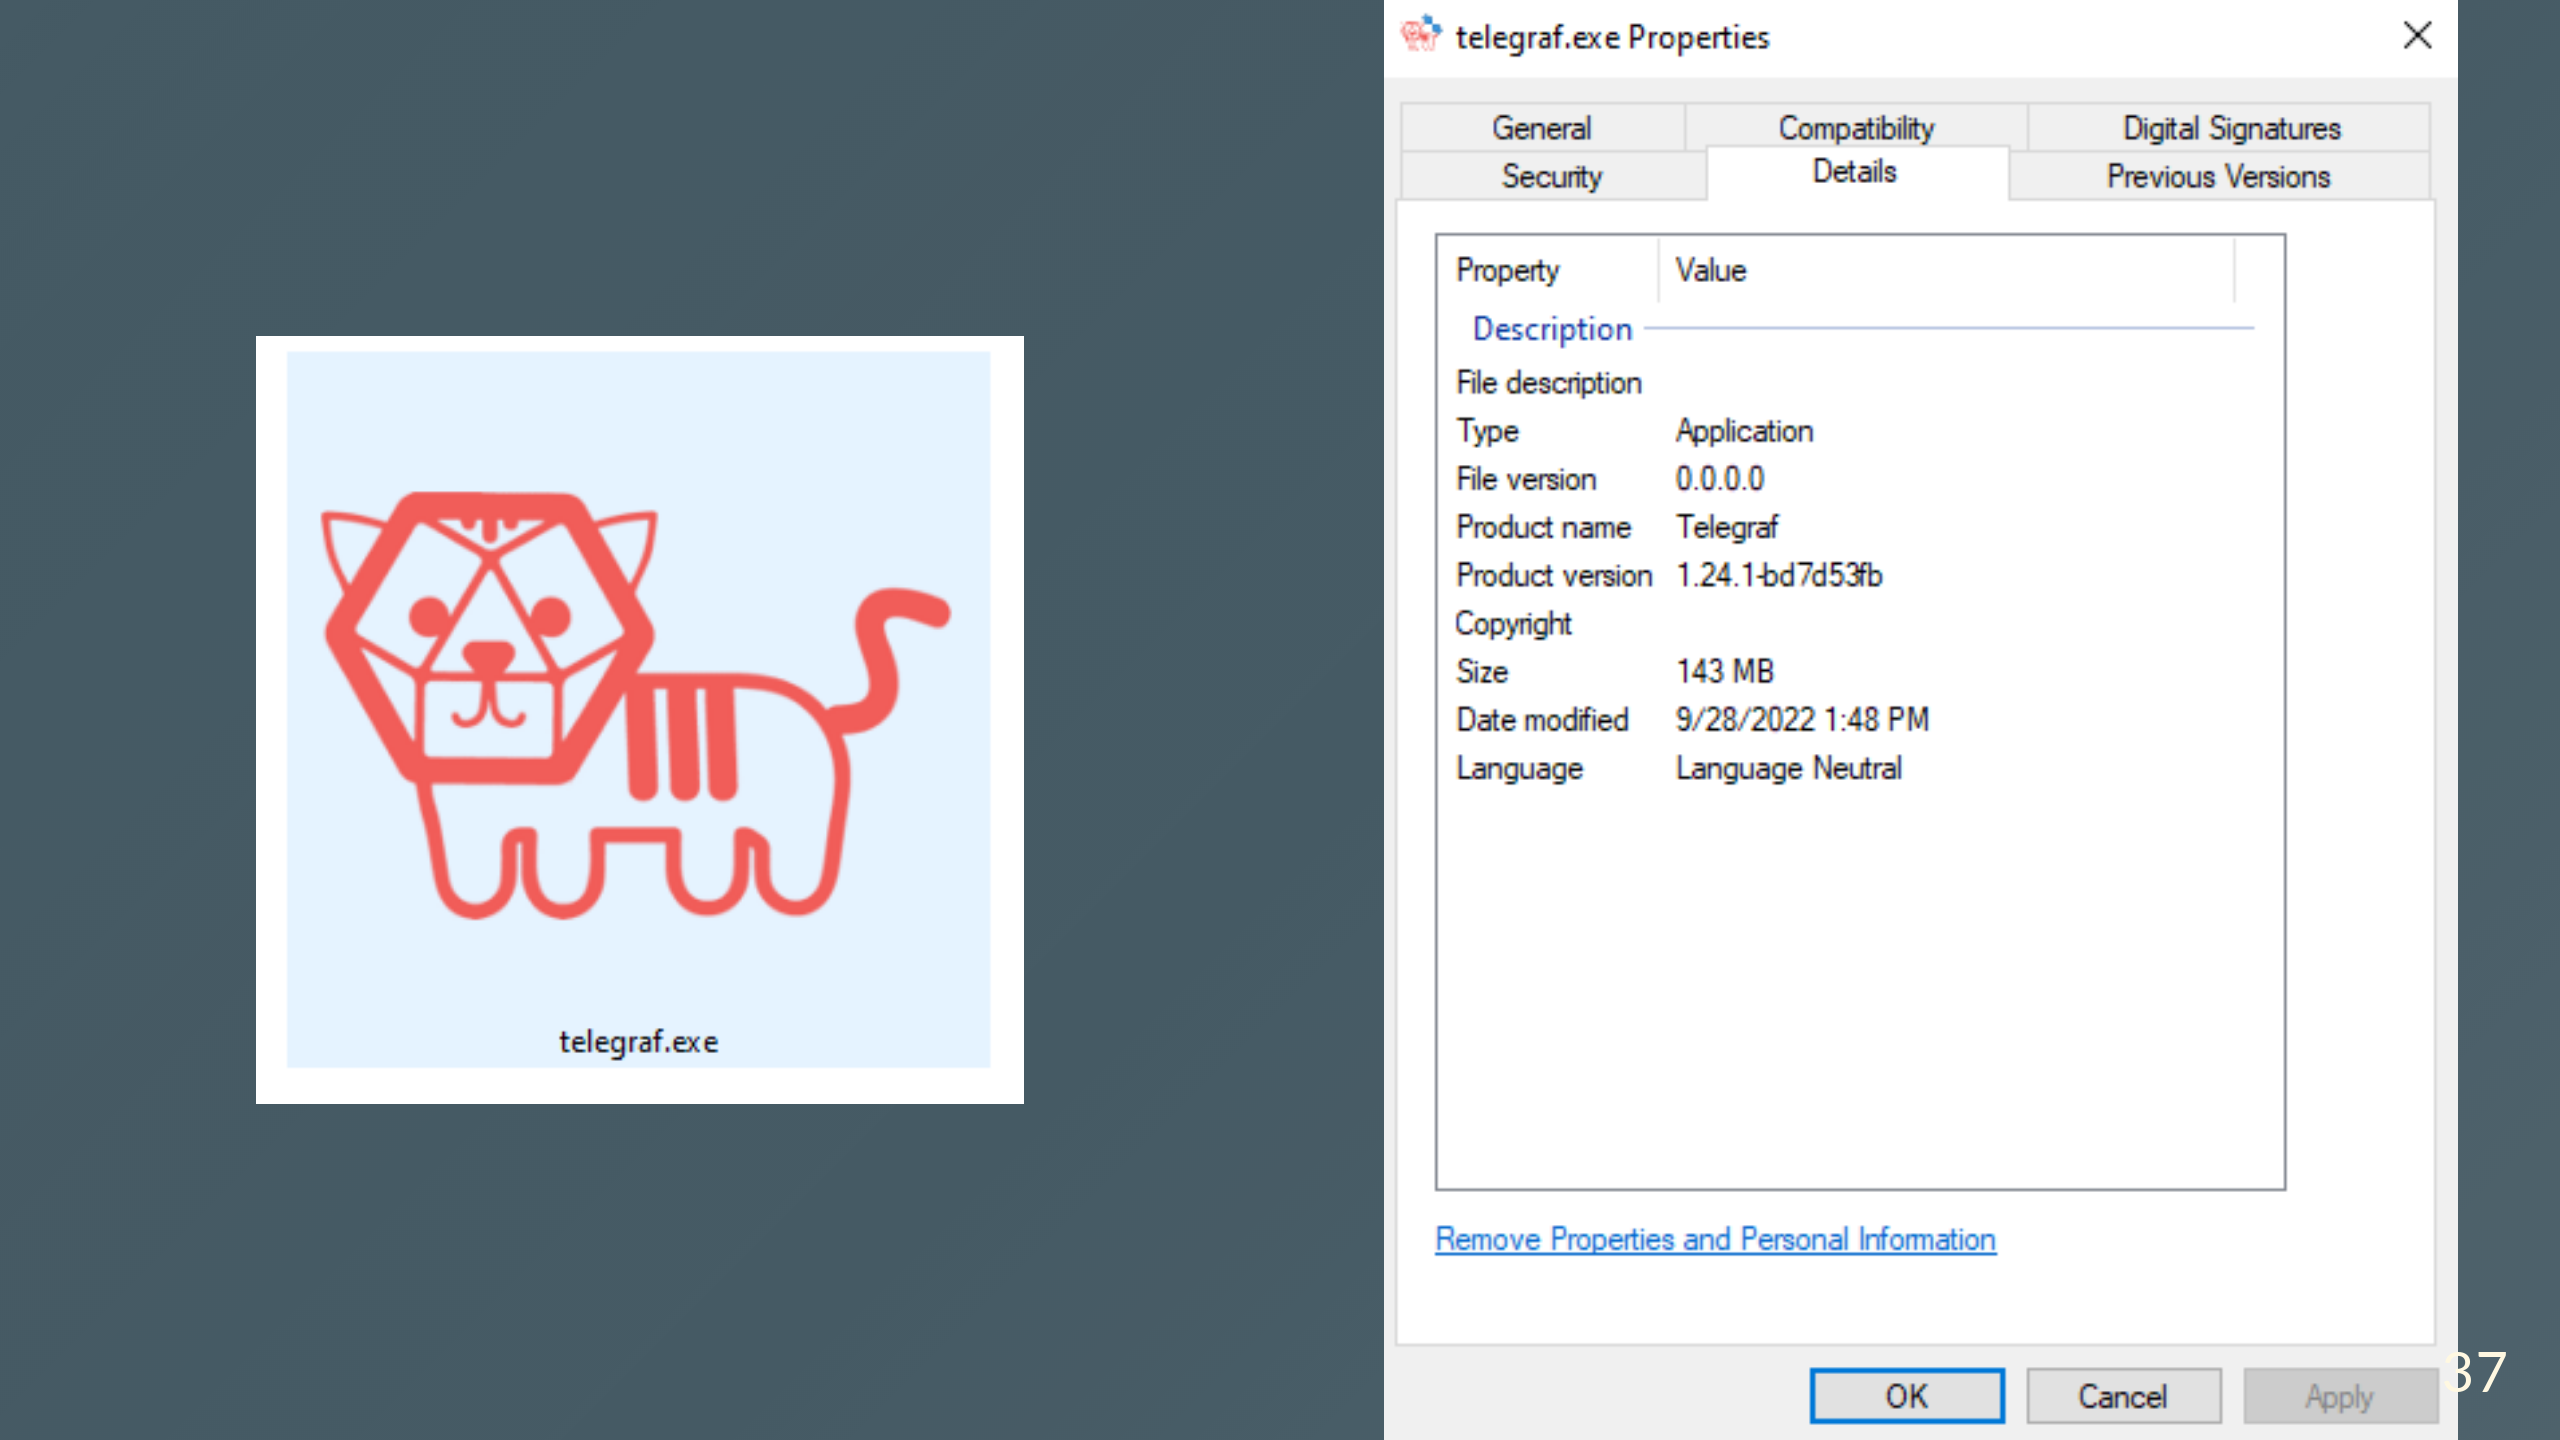 telegraf.exe
telegraf.exe Properties
General Compatibility Digital Signatures
Security Details Previous Versions
Property Value
Description
File description
Type Application
File version 0.0.0.0
Product name Telegraf
Product version 1.24.1-bd7d53fb
Copyright
Size 143 MB
Date modified 9/28/2022 1:48 PM
Language Language Neutral
Remove Properties and Personal Information
OK Cancel Apply
37